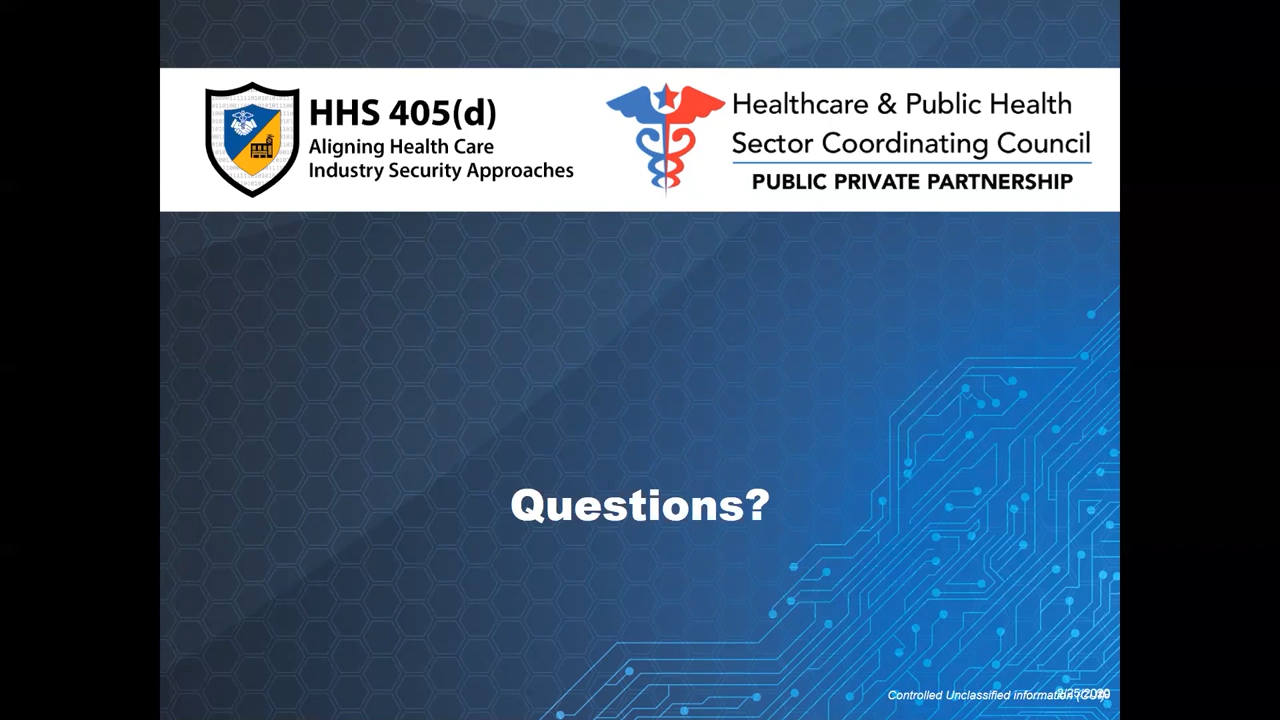 HHS 405(d)
Aligning Health Care
Industry Security Approaches
Healthcare & Public Health
Sector Coordinating Council
PUBLIC PRIVATE PARTNERSHIP
Questions?
Controlled Unclassified information (CUI)